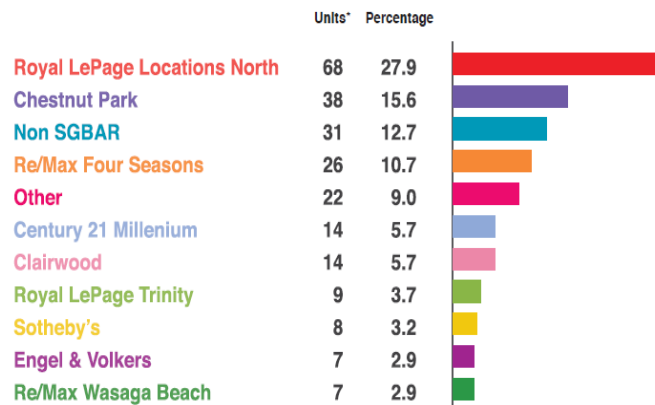 Units* Percentage
Royal LePage Locations North 68 27.9
Chestnut Park 38 15.6
Non SGBAR 31 12.7
Re/Max Four Seasons 26 10.7
Other 22 9.0
Century 21 Millenium 14 5.7
Clairwood 14 5.7
Royal LePage Trinity 9 3.7
Sotheby's 8 3.2
Engel & Volkers 7 2.9
Re/Max Wasaga Beach 7 2.9